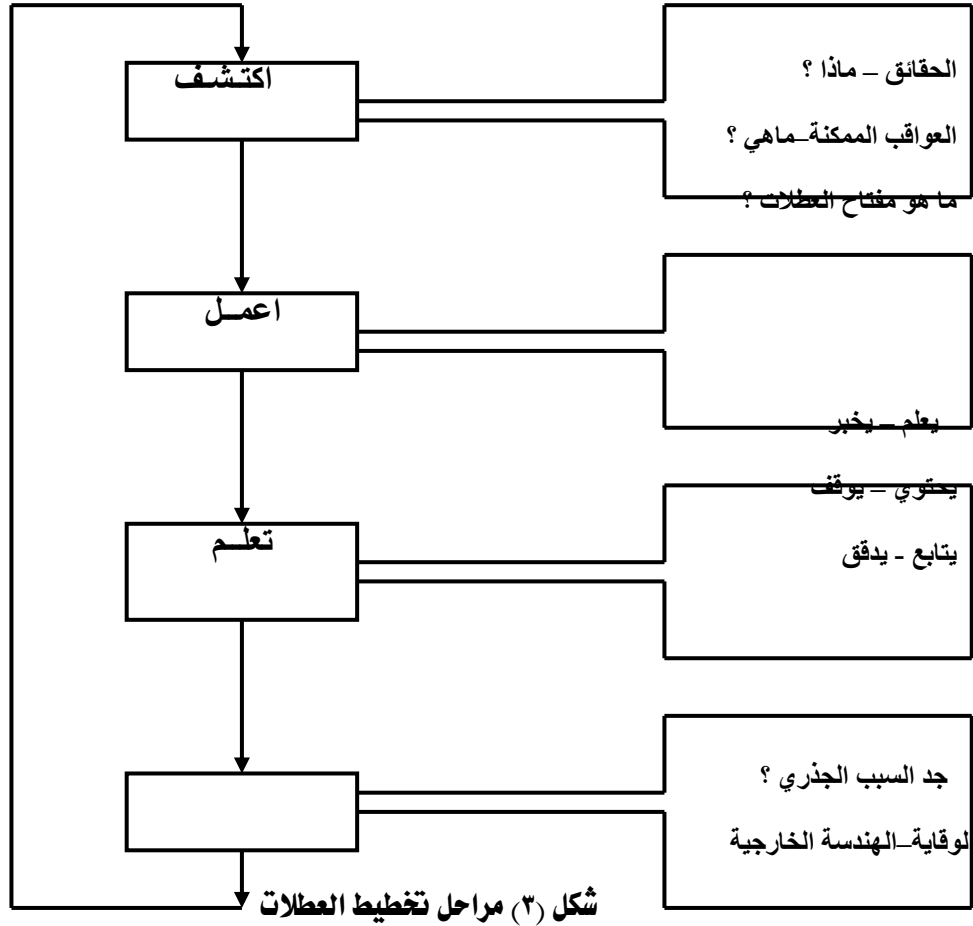 اكتشف
الحقائق – ماذا ؟
العواقب الممكنة–ماهي ؟
ما هو مفتاح العطلات ؟
اعمل
يعلم – يخبر
يحتوي – يوقف
تعلم
يتابع - يدقق
جد السبب الجذري ؟
لوقاية–الهندسة الخارجية
شكل (٣) مراحل تخطيط العطلات